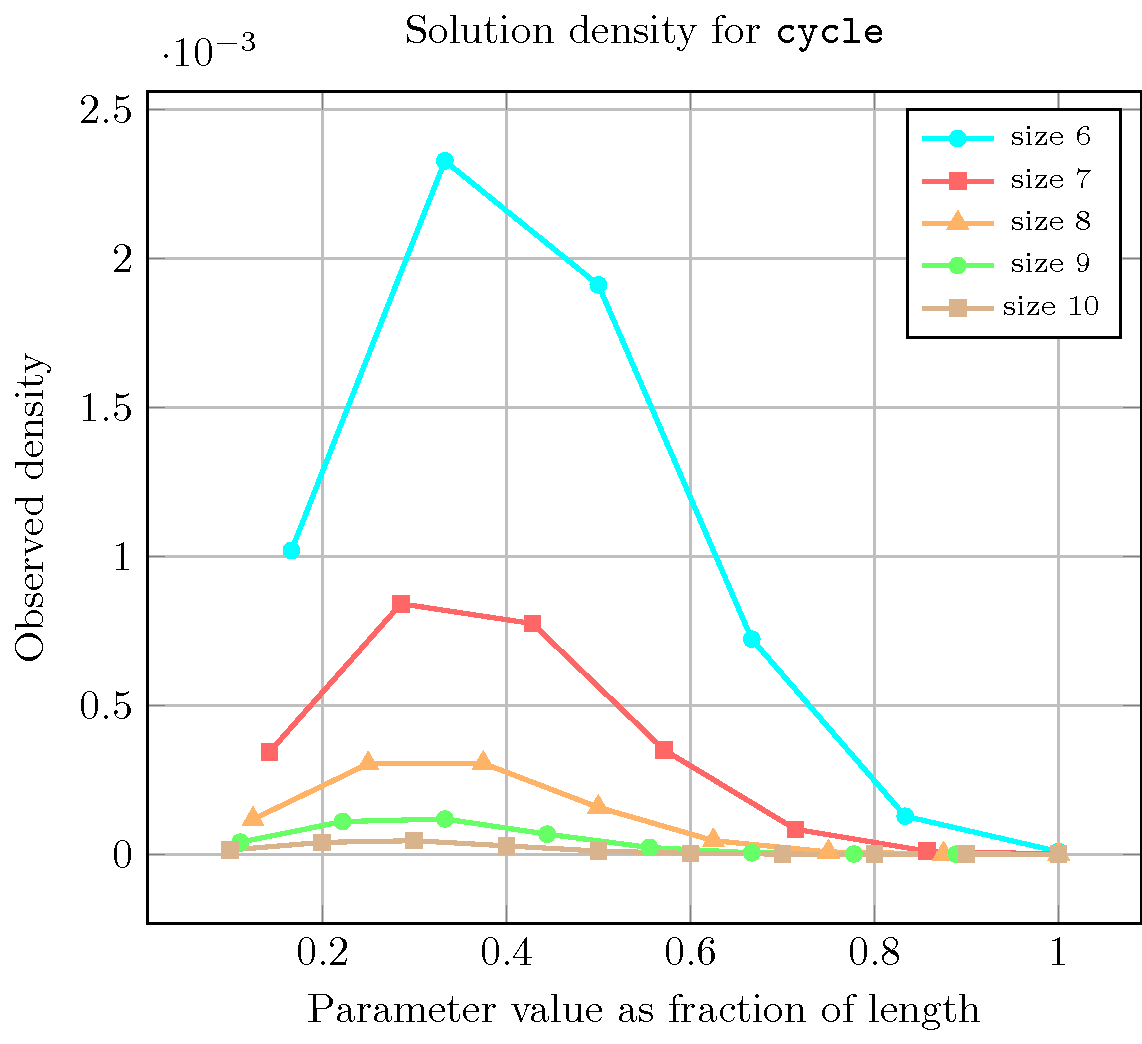 Solution density for cycle
·10−3
2.5
2
1.5
1
0.5
0
0.2 0.4 0.6 0.8 1
Observed density
Parameter value as fraction of length
size 6
size 7
size 8
size 9
size 10